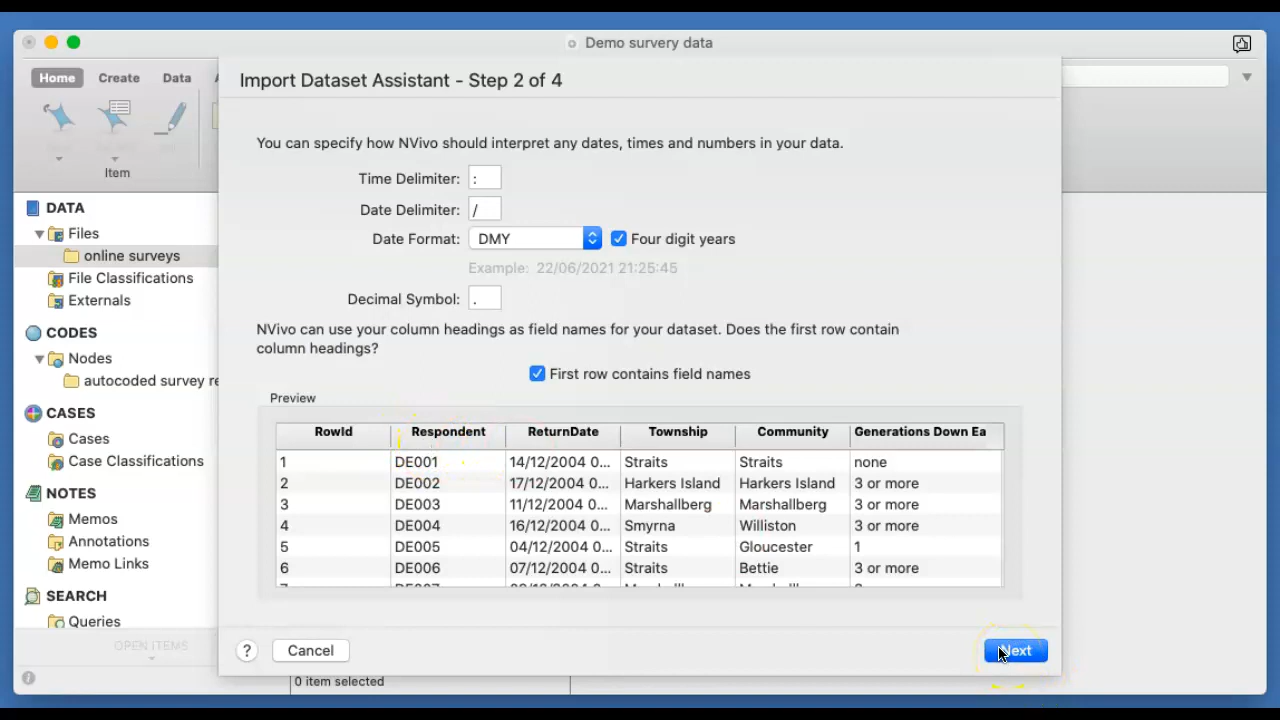 Demo survery data
Home Create Data
Import Dataset Assistant - Step 2 of 4
Item
You can specify how NVivo should interpret any dates, times and numbers in your data.
Time Delimiter: :
Date Delimiter: /
Date Format: DMY Four digit years
Example: 22/06/2021 21:25:45
Decimal Symbol: .
NVivo can use your column headings as field names for your dataset. Does the first row contain
column headings?
First row contains field names
Preview
RowId Respondent ReturnDate Township Community Generations Down Ea
1 DE001 14/12/2004 0... Straits Straits none
2 DE002 17/12/2004 0... Harkers Island Harkers Island 3 or more
3 DE003 11/12/2004 0... Marshallberg Marshallberg 3 or more
4 DE004 16/12/2004 0... Smyrna Williston 3 or more
5 DE005 04/12/2004 0... Straits Gloucester 1
6 DE006 07/12/2004 0... Straits Bettie 3 or more
? Cancel Next
DATA
Files
online surveys
File Classifications
Externals
CODES
Nodes
autocoded survey re
CASES
Cases
Case Classifications
NOTES
Memos
Annotations
Memo Links
SEARCH
Queries
OPEN ITEMS
0 item selected